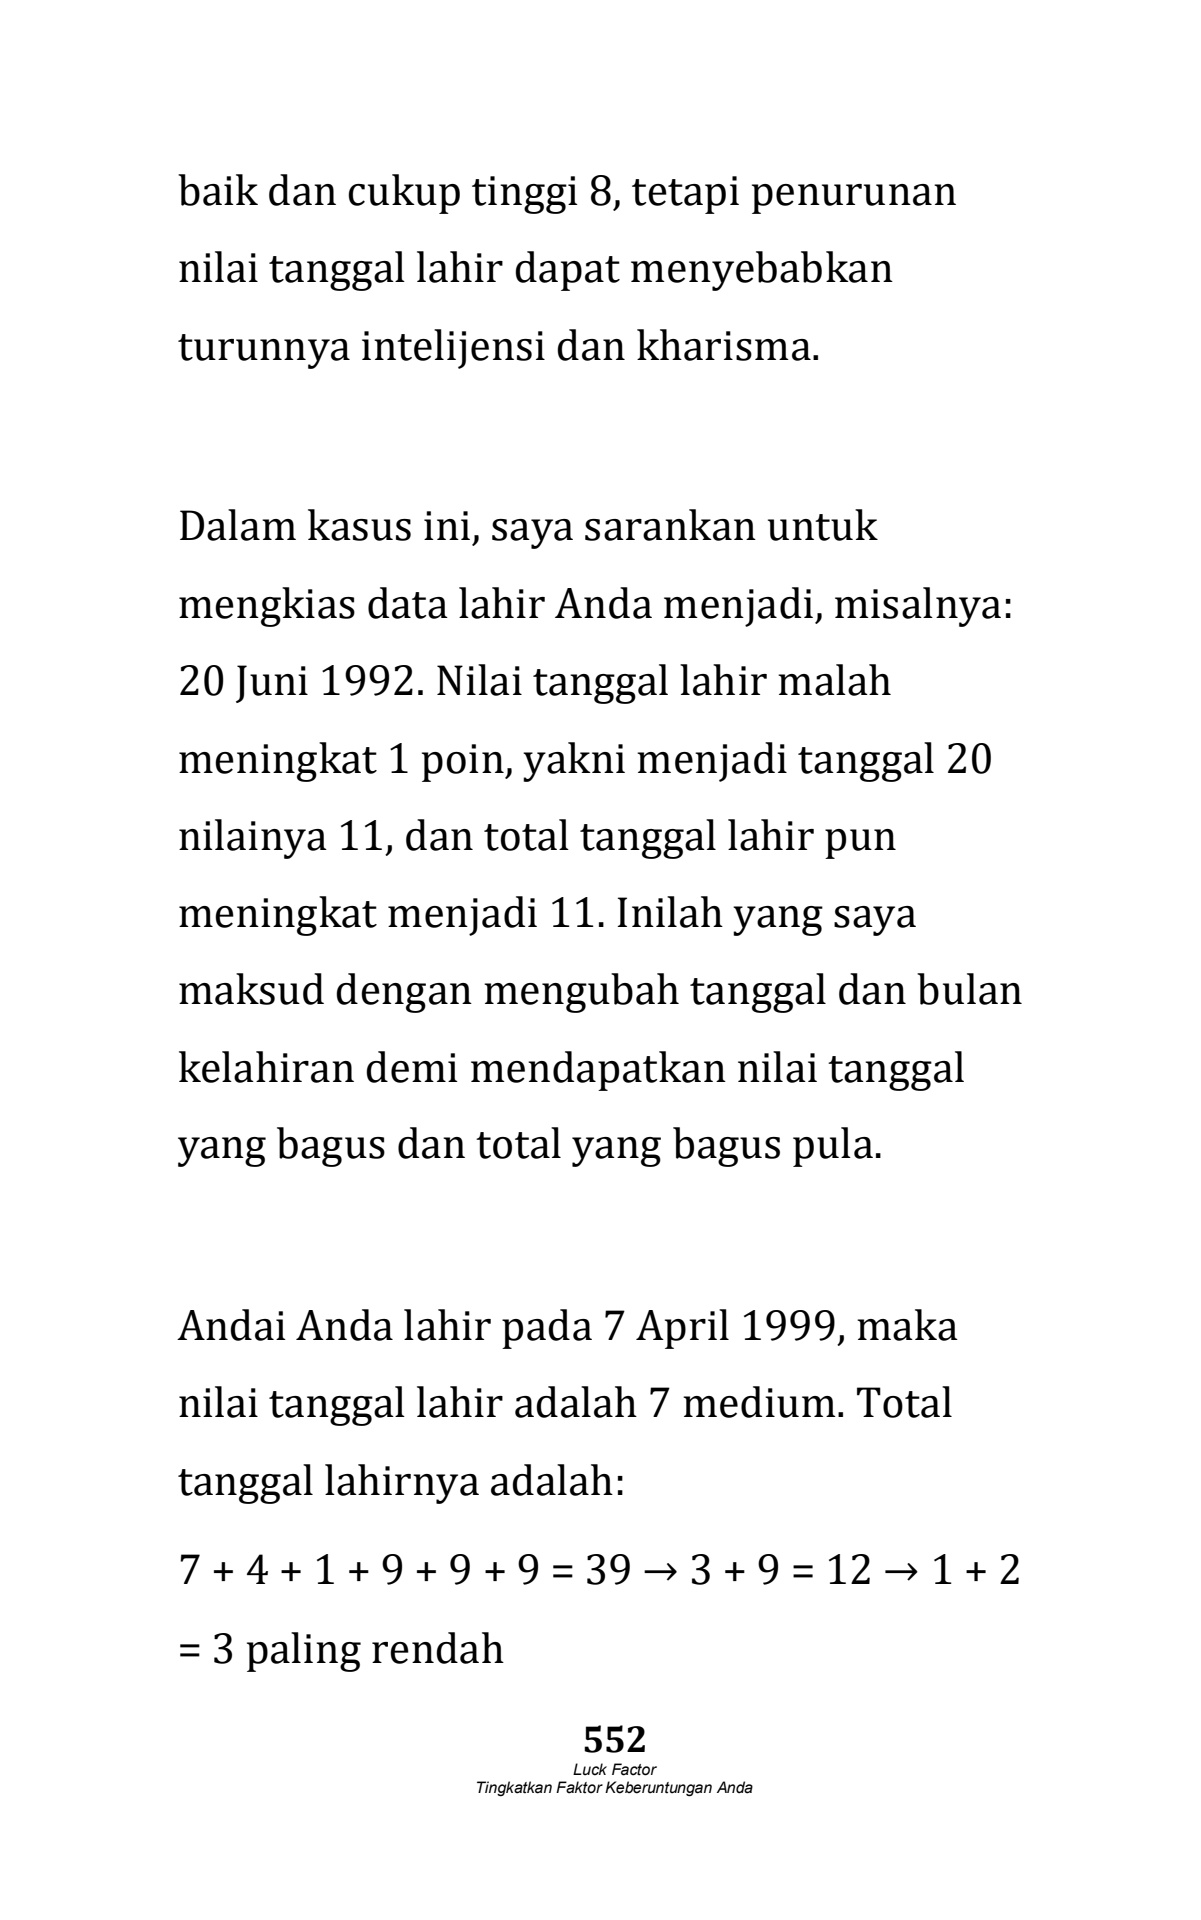 baik dan cukup tinggi 8, tetapi penurunan
nilai tanggal lahir dapat menyebabkan
turunnya intelijensi dan kharisma.
Dalam kasus ini, saya sarankan untuk
mengkias data lahir Anda menjadi, misalnya:
20 Juni 1992. Nilai tanggal lahir malah
meningkat 1 poin, yakni menjadi tanggal 20
nilainya 11, dan total tanggal lahir pun
meningkat menjadi 11. Inilah yang saya
maksud dengan mengubah tanggal dan bulan
kelahiran demi mendapatkan nilai tanggal
yang bagus dan total yang bagus pula.
Andai Anda lahir pada 7 April 1999, maka
nilai tanggal lahir adalah 7 medium. Total
tanggal lahirnya adalah:
7 + 4 + 1 + 9 + 9 + 9 = 39 → 3 + 9 = 12 → 1 + 2
= 3 paling rendah
552
Luck Factor
Tingkatkan Faktor Keberuntungan Anda